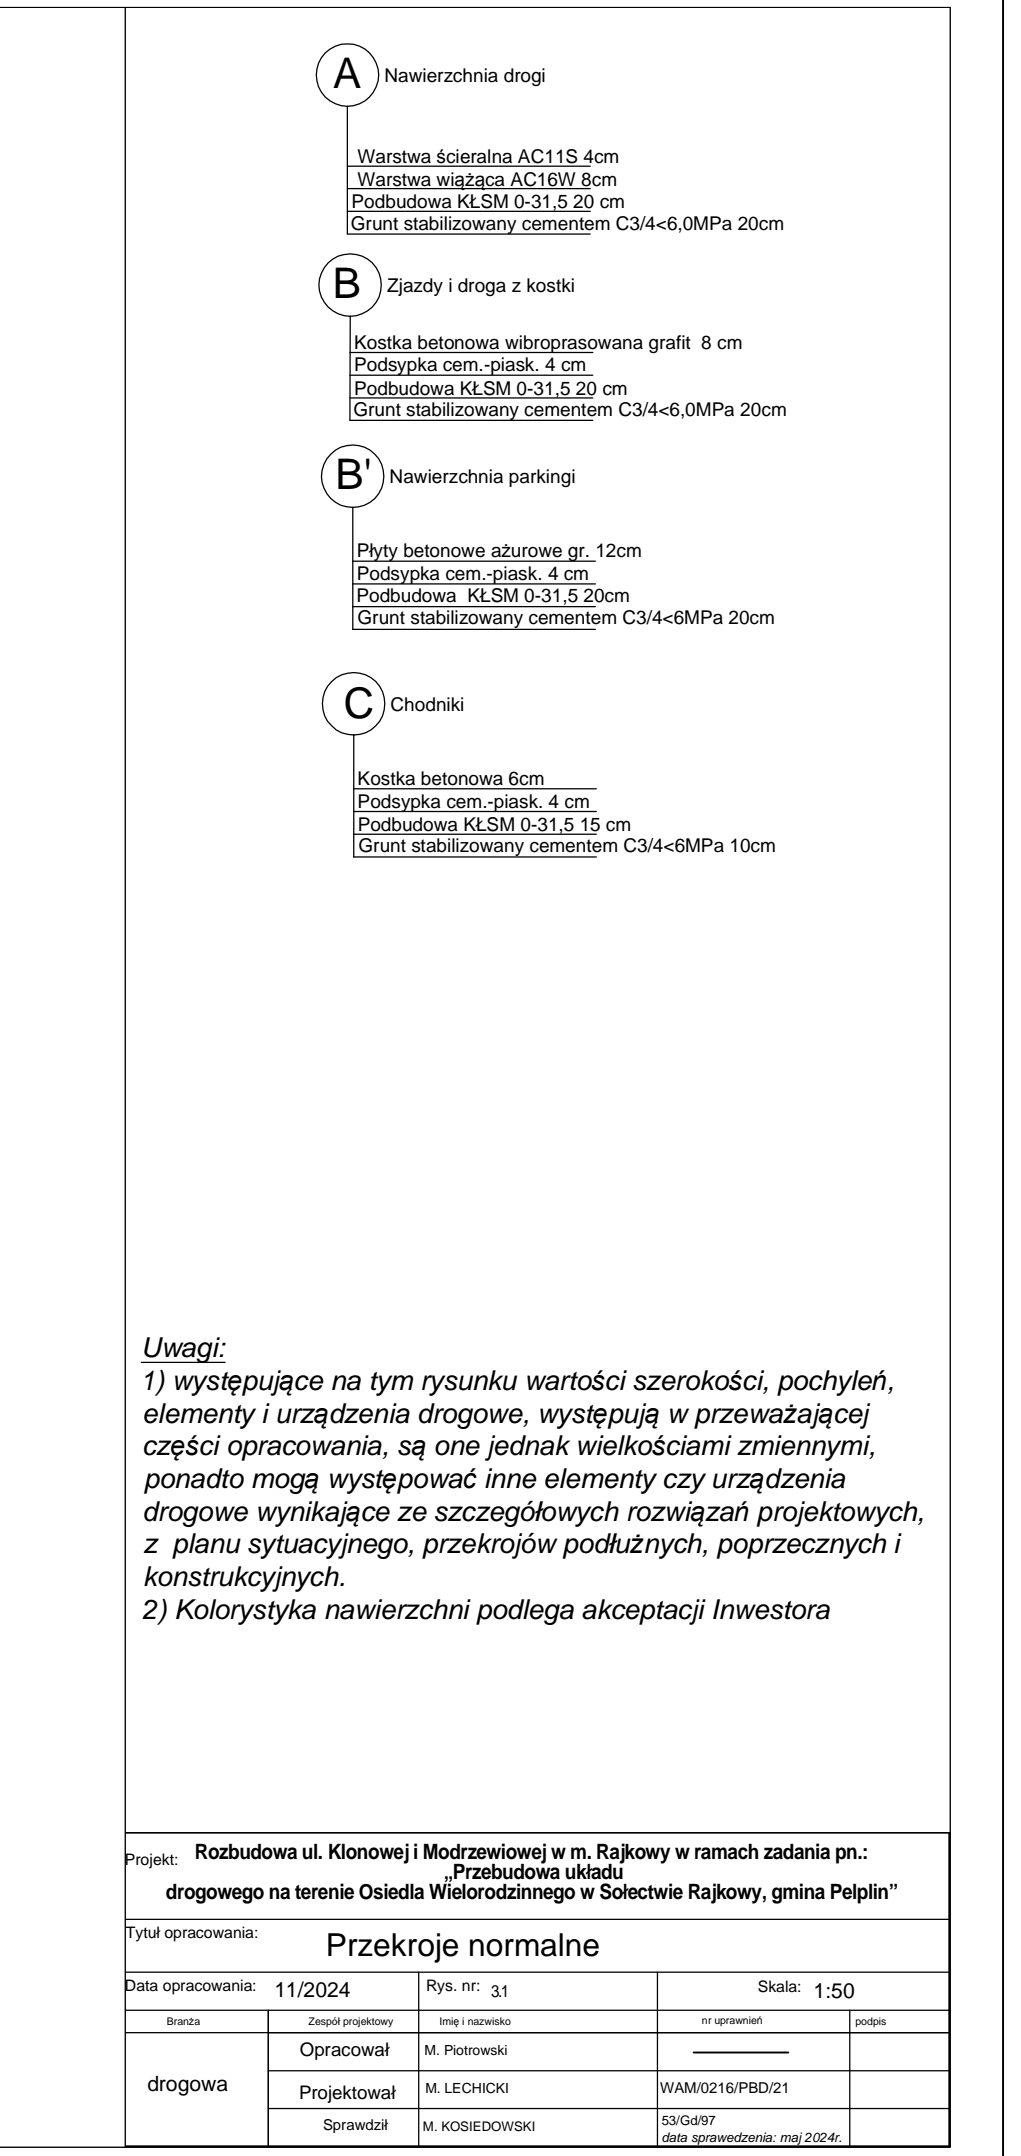 A Nawierzchnia drogi
Warstwa ścieralna AC11S 4cm
Warstwa wiążąca AC16W 8cm
Podbudowa KŁSM 0-31,5 20 cm
Grunt stabilizowany cementem C3/4<6,0MPa 20cm
B Zjazdy i droga z kostki
Kostka betonowa wibroprasowana grafit 8 cm
Podsypka cem.-piask. 4 cm
Podbudowa KŁSM 0-31,5 20 cm
Grunt stabilizowany cementem C3/4<6,0MPa 20cm
B' Nawierzchnia parkingi
Płyty betonowe ażurowe gr. 12cm
Podsypka cem.-piask. 4 cm
Podbudowa KŁSM 0-31,5 20cm
Grunt stabilizowany cementem C3/4<6MPa 20cm
C Chodniki
Kostka betonowa 6cm
Podsypka cem.-piask. 4 cm
Podbudowa KŁSM 0-31,5 15 cm
Grunt stabilizowany cementem C3/4<6MPa 10cm
Uwagi:
1) występujące na tym rysunku wartości szerokości, pochyleń,
elementy i urządzenia drogowe, występują w przeważającej
części opracowania, są one jednak wielkościami zmiennymi,
ponadto mogą występować inne elementy czy urządzenia
drogowe wynikające ze szczegółowych rozwiązań projektowych,
z planu sytuacyjnego, przekrojów podłużnych, poprzecznych i
konstrukcyjnych.
2) Kolorystyka nawierzchni podlega akceptacji Inwestora
Projekt: Rozbudowa ul. Klonowej i Modrzewiowej w m. Rajkowy w ramach zadania pn.:
„Przebudowa układu
drogowego na terenie Osiedla Wielorodzinnego w Sołectwie Rajkowy, gmina Pelplin”
Tytuł opracowania: Przekroje normalne
Data opracowania: 11/2024 Rys. nr: 3.1 Skala: 1:50
Branża Zespół projektowy Imię i nazwisko nr uprawnień podpis
drogowa
Opracował M. Piotrowski
Projektował M. LECHICKI WAM/0216/PBD/21
Sprawdził M. KOSIEDOWSKI 53/Gd/97
data sprawedzenia: maj 2024r.